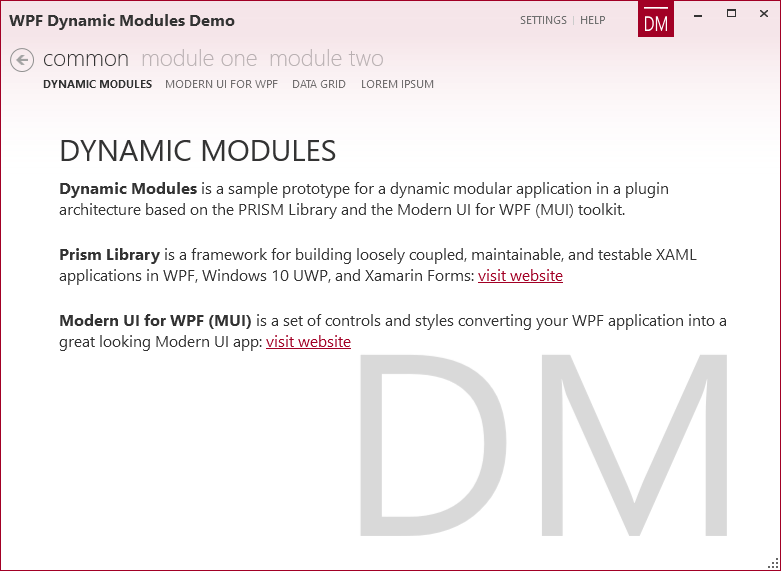 WPF Dynamic Modules Demo
SETTINGS | HELP
DM
common module one module two
DYNAMIC MODULES MODERN UI FOR WPF DATA GRID LOREM IPSUM
DYNAMIC MODULES
Dynamic Modules is a sample prototype for a dynamic modular application in a plugin
architecture based on the PRISM Library and the Modern UI for WPF (MUI) toolkit.
Prism Library is a framework for building loosely coupled, maintainable, and testable XAML
applications in WPF, Windows 10 UWP, and Xamarin Forms: visit website
Modern UI for WPF (MUI) is a set of controls and styles converting your WPF application into a
great looking Modern UI app: visit website
DM